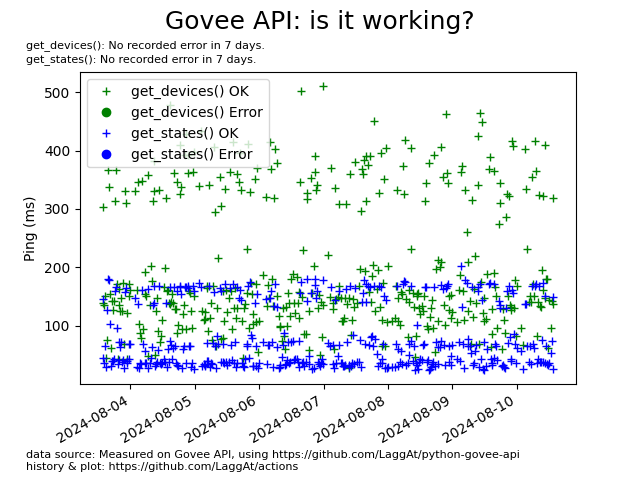 Govee API: is it working?
get_devices(): No recorded error in 7 days.
get_states(): No recorded error in 7 days.
get_devices() OK
get_devices() Error
get_states() OK
get_states() Error
Ping (ms)
500
400
300
200
100
2024-08-04
2024-08-05
2024-08-06
2024-08-07
2024-08-08
2024-08-09
2024-08-10
data source: Measured on Govee API, using https://github.com/LaggAt/python-govee-api
history & plot: https://github.com/LaggAt/actions